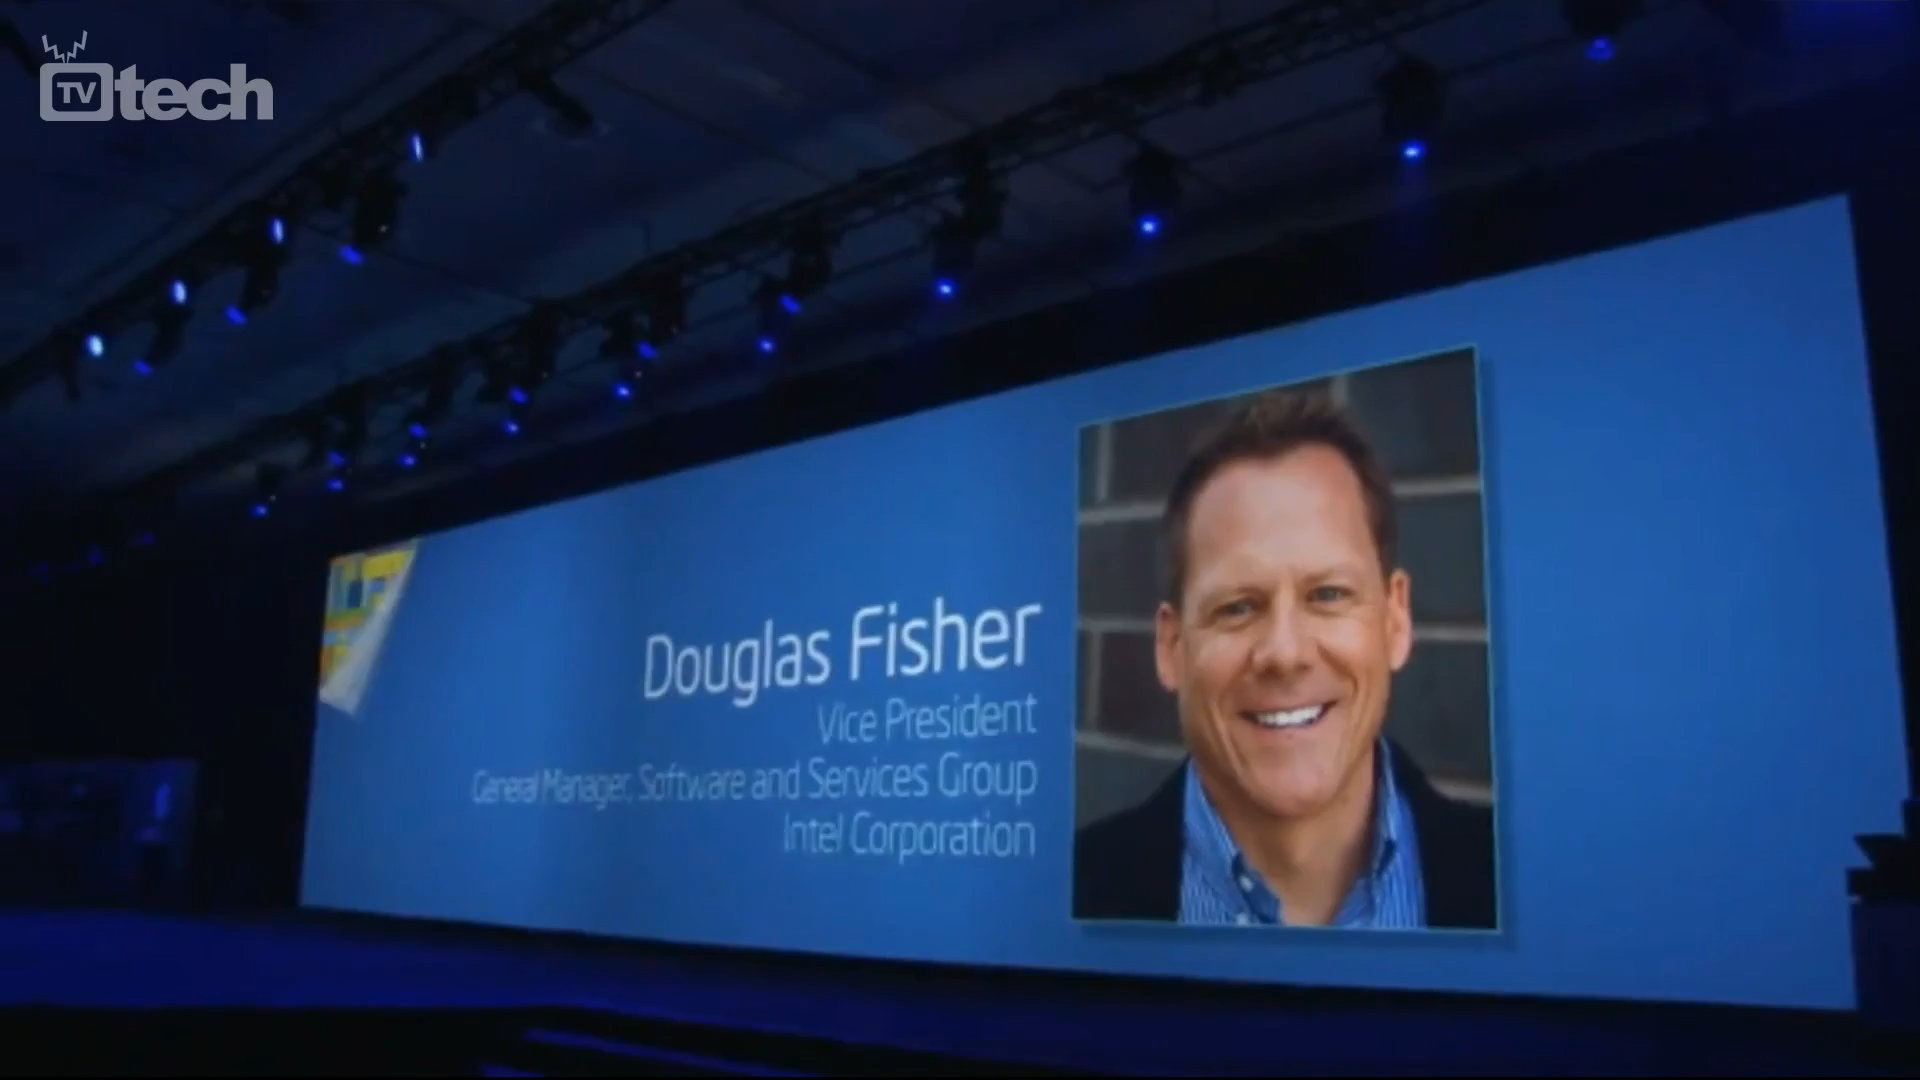 TV tech
Douglas Fisher
Vice President
General Manager, Software and Services Group
Intel Corporation